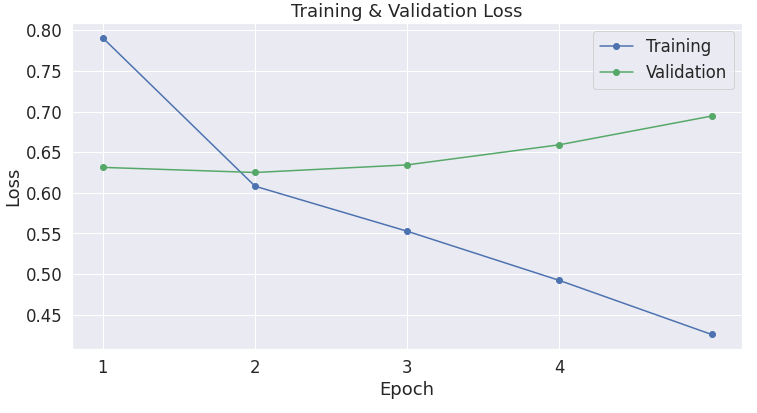 Training & Validation Loss
Training
Validation
Loss
0.80
0.75
0.70
0.65
0.60
0.55
0.50
0.45
1
2
3
4
Epoch